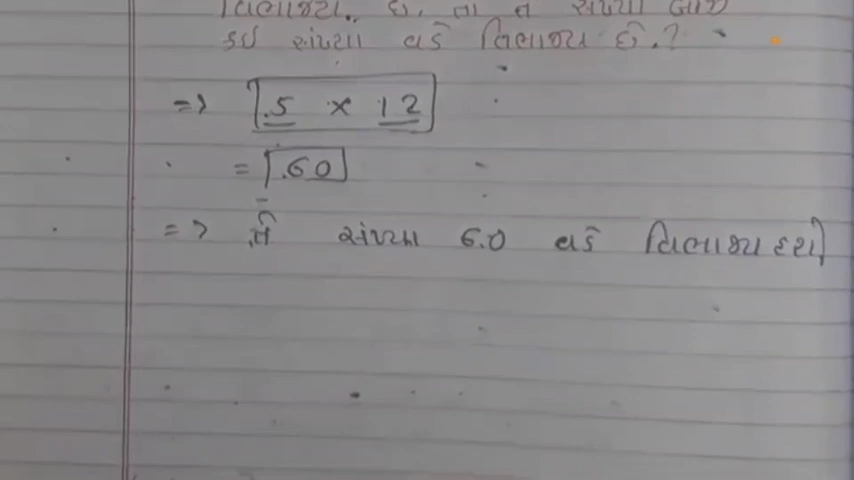 વિભાજ્ય. છે. તો તે સંખ્યા બીજી
કઈ સંખ્યા વડે વિભાજ્ય છે.?
=> 5 × 12
= 60
=> તે સંખ્યા 60 વડે વિભાજ્ય હશે